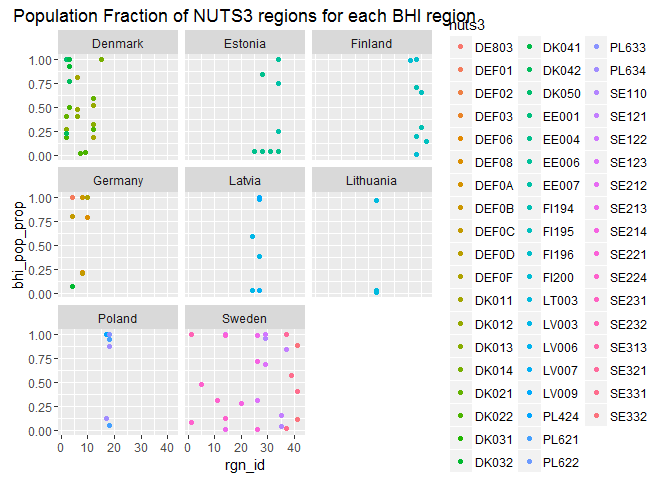 Population Fraction of NUTS3 regions for each BHI region
Denmark Estonia Finland
1.00
0.75
0.50
0.25
0.00
Germany Latvia Lithuania
1.00
0.75
0.50
0.25
0.00
Poland Sweden
1.00
0.75
0.50
0.25
0.00
0 10 20 30 40 0 10 20 30 40
rgn_id
bhi_pop_prop
nuts3
DE803
DEF01
DEF02
DEF03
DEF06
DEF08
DEF0A
DEF0B
DEF0C
DEF0D
DEF0F
DK011
DK012
DK013
DK014
DK021
DK022
DK031
DK032
DK041
DK042
DK050
EE001
EE004
EE006
EE007
FI194
FI195
FI196
FI200
LT003
LV003
LV006
LV007
LV009
PL424
PL621
PL622
PL633
PL634
SE110
SE121
SE122
SE123
SE212
SE213
SE214
SE221
SE224
SE231
SE232
SE313
SE321
SE331
SE332